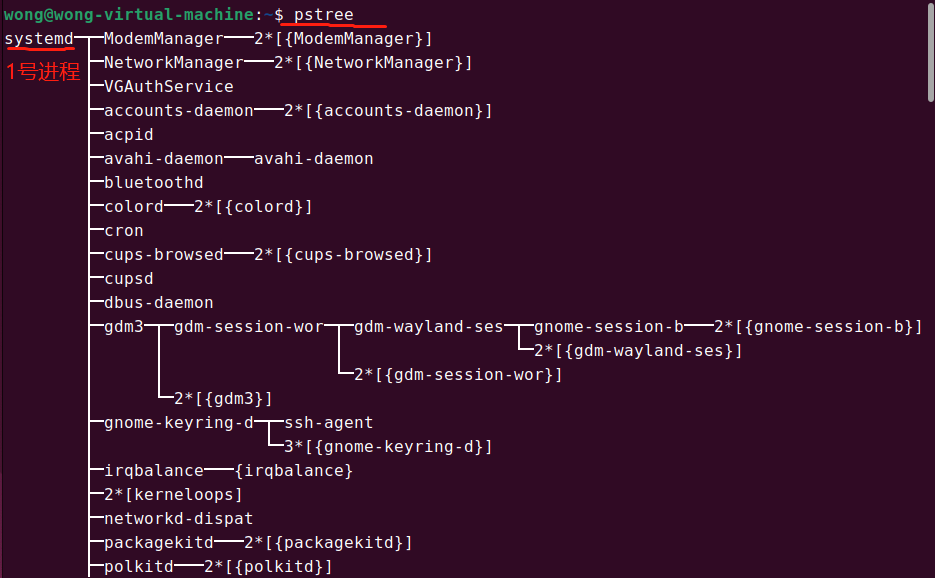 wong@wong-virtual-machine:~$ pstree
systemd─┬─ModemManager───2*[{ModemManager}]
1号进程 ├─NetworkManager───2*[{NetworkManager}]
├─VGAuthService
├─accounts-daemon───2*[{accounts-daemon}]
├─acpid
├─avahi-daemon───avahi-daemon
├─bluetoothd
├─colord───2*[{colord}]
├─cron
├─cups-browsed───2*[{cups-browsed}]
├─cupsd
├─dbus-daemon
├─gdm3─┬─gdm-session-wor─┬─gdm-wayland-ses─┬─gnome-session-b───2*[{gnome-session-b}]
│ │ │ └─2*[{gdm-wayland-ses}]
│ │ └─2*[{gdm-session-wor}]
│ └─2*[{gdm3}]
├─gnome-keyring-d─┬─ssh-agent
│ └─3*[{gnome-keyring-d}]
├─irqbalance───{irqbalance}
├─2*[kerneloops]
├─networkd-dispat
├─packagekitd───2*[{packagekitd}]
├─polkitd───2*[{polkitd}]